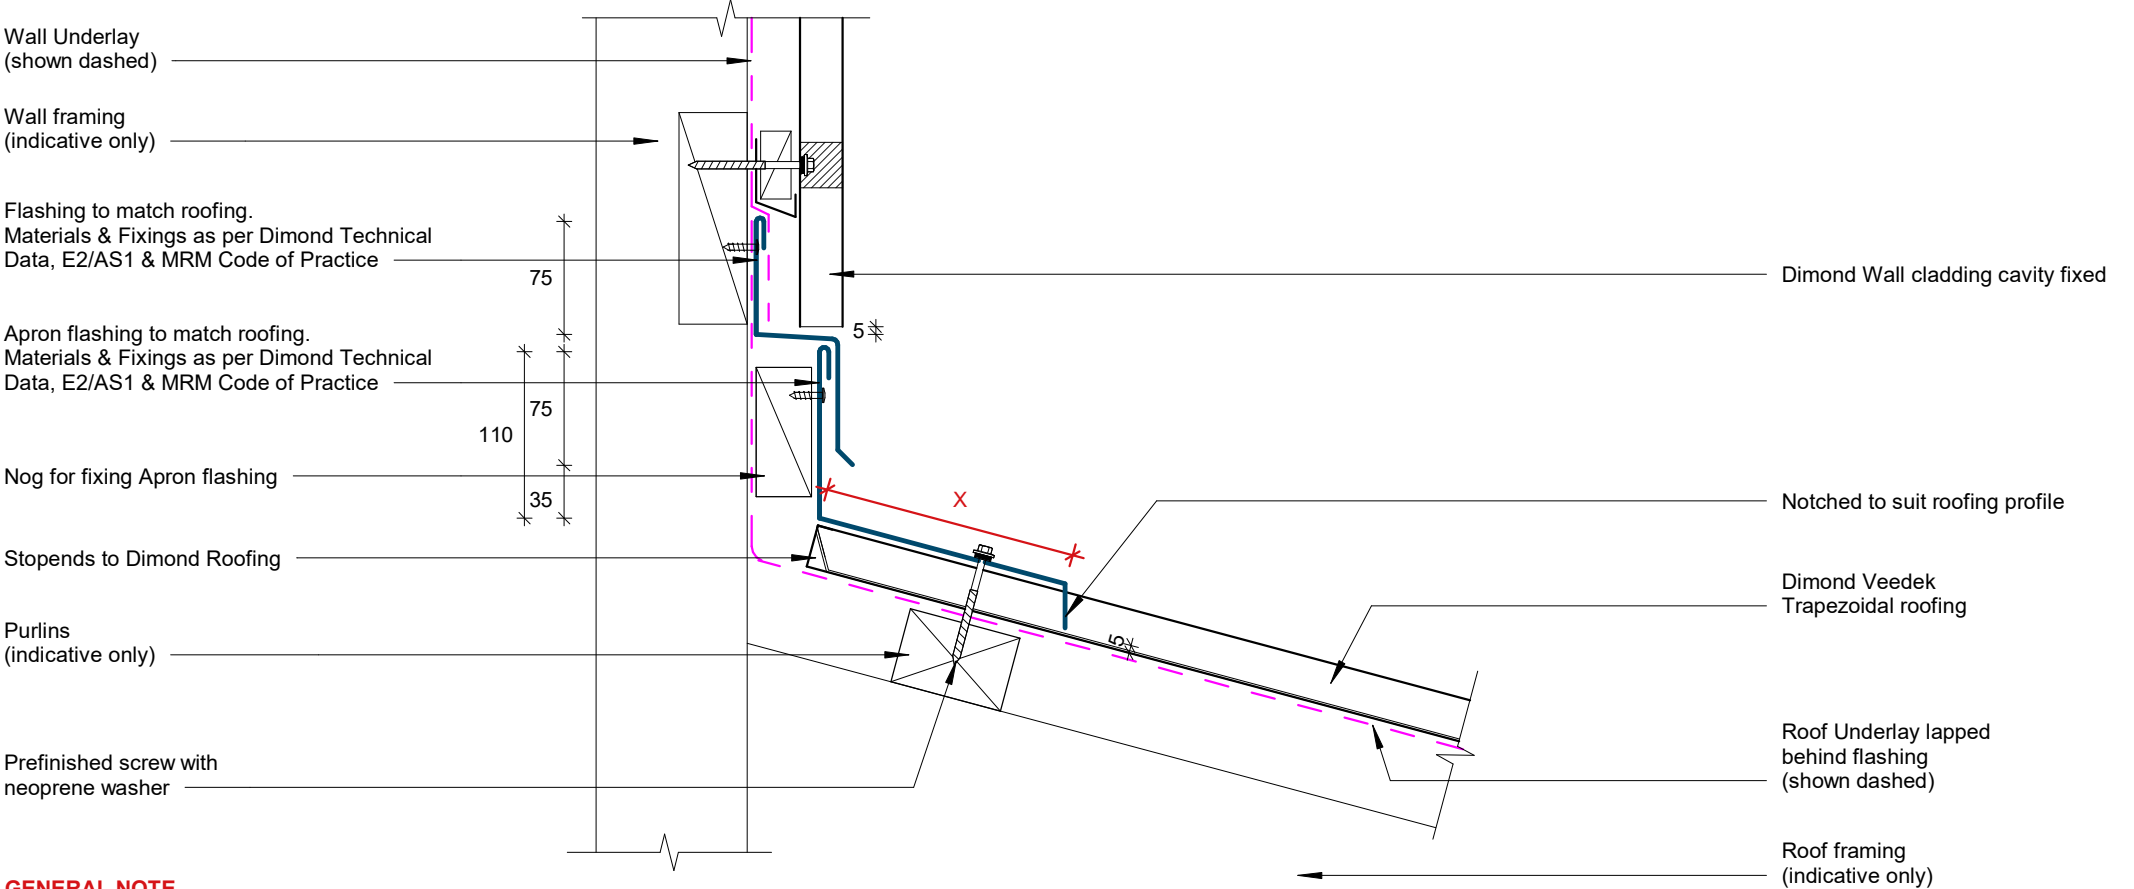 Wall Underlay
(shown dashed)
Wall framing
(indicative only)
Flashing to match roofing.
Materials & Fixings as per Dimond Technical
Data, E2/AS1 & MRM Code of Practice
75
Dimond Wall cladding cavity fixed
5
Apron flashing to match roofing.
Materials & Fixings as per Dimond Technical
Data, E2/AS1 & MRM Code of Practice
75
110
35
Nog for fixing Apron flashing
X
Notched to suit roofing profile
Stopends to Dimond Roofing
Dimond Veedek
Trapezoidal roofing
5
Purlins
(indicative only)
Roof Underlay lapped
behind flashing
(shown dashed)
Prefinished screw with
neoprene washer
Roof framing
(indicative only)
GENERAL NOTE